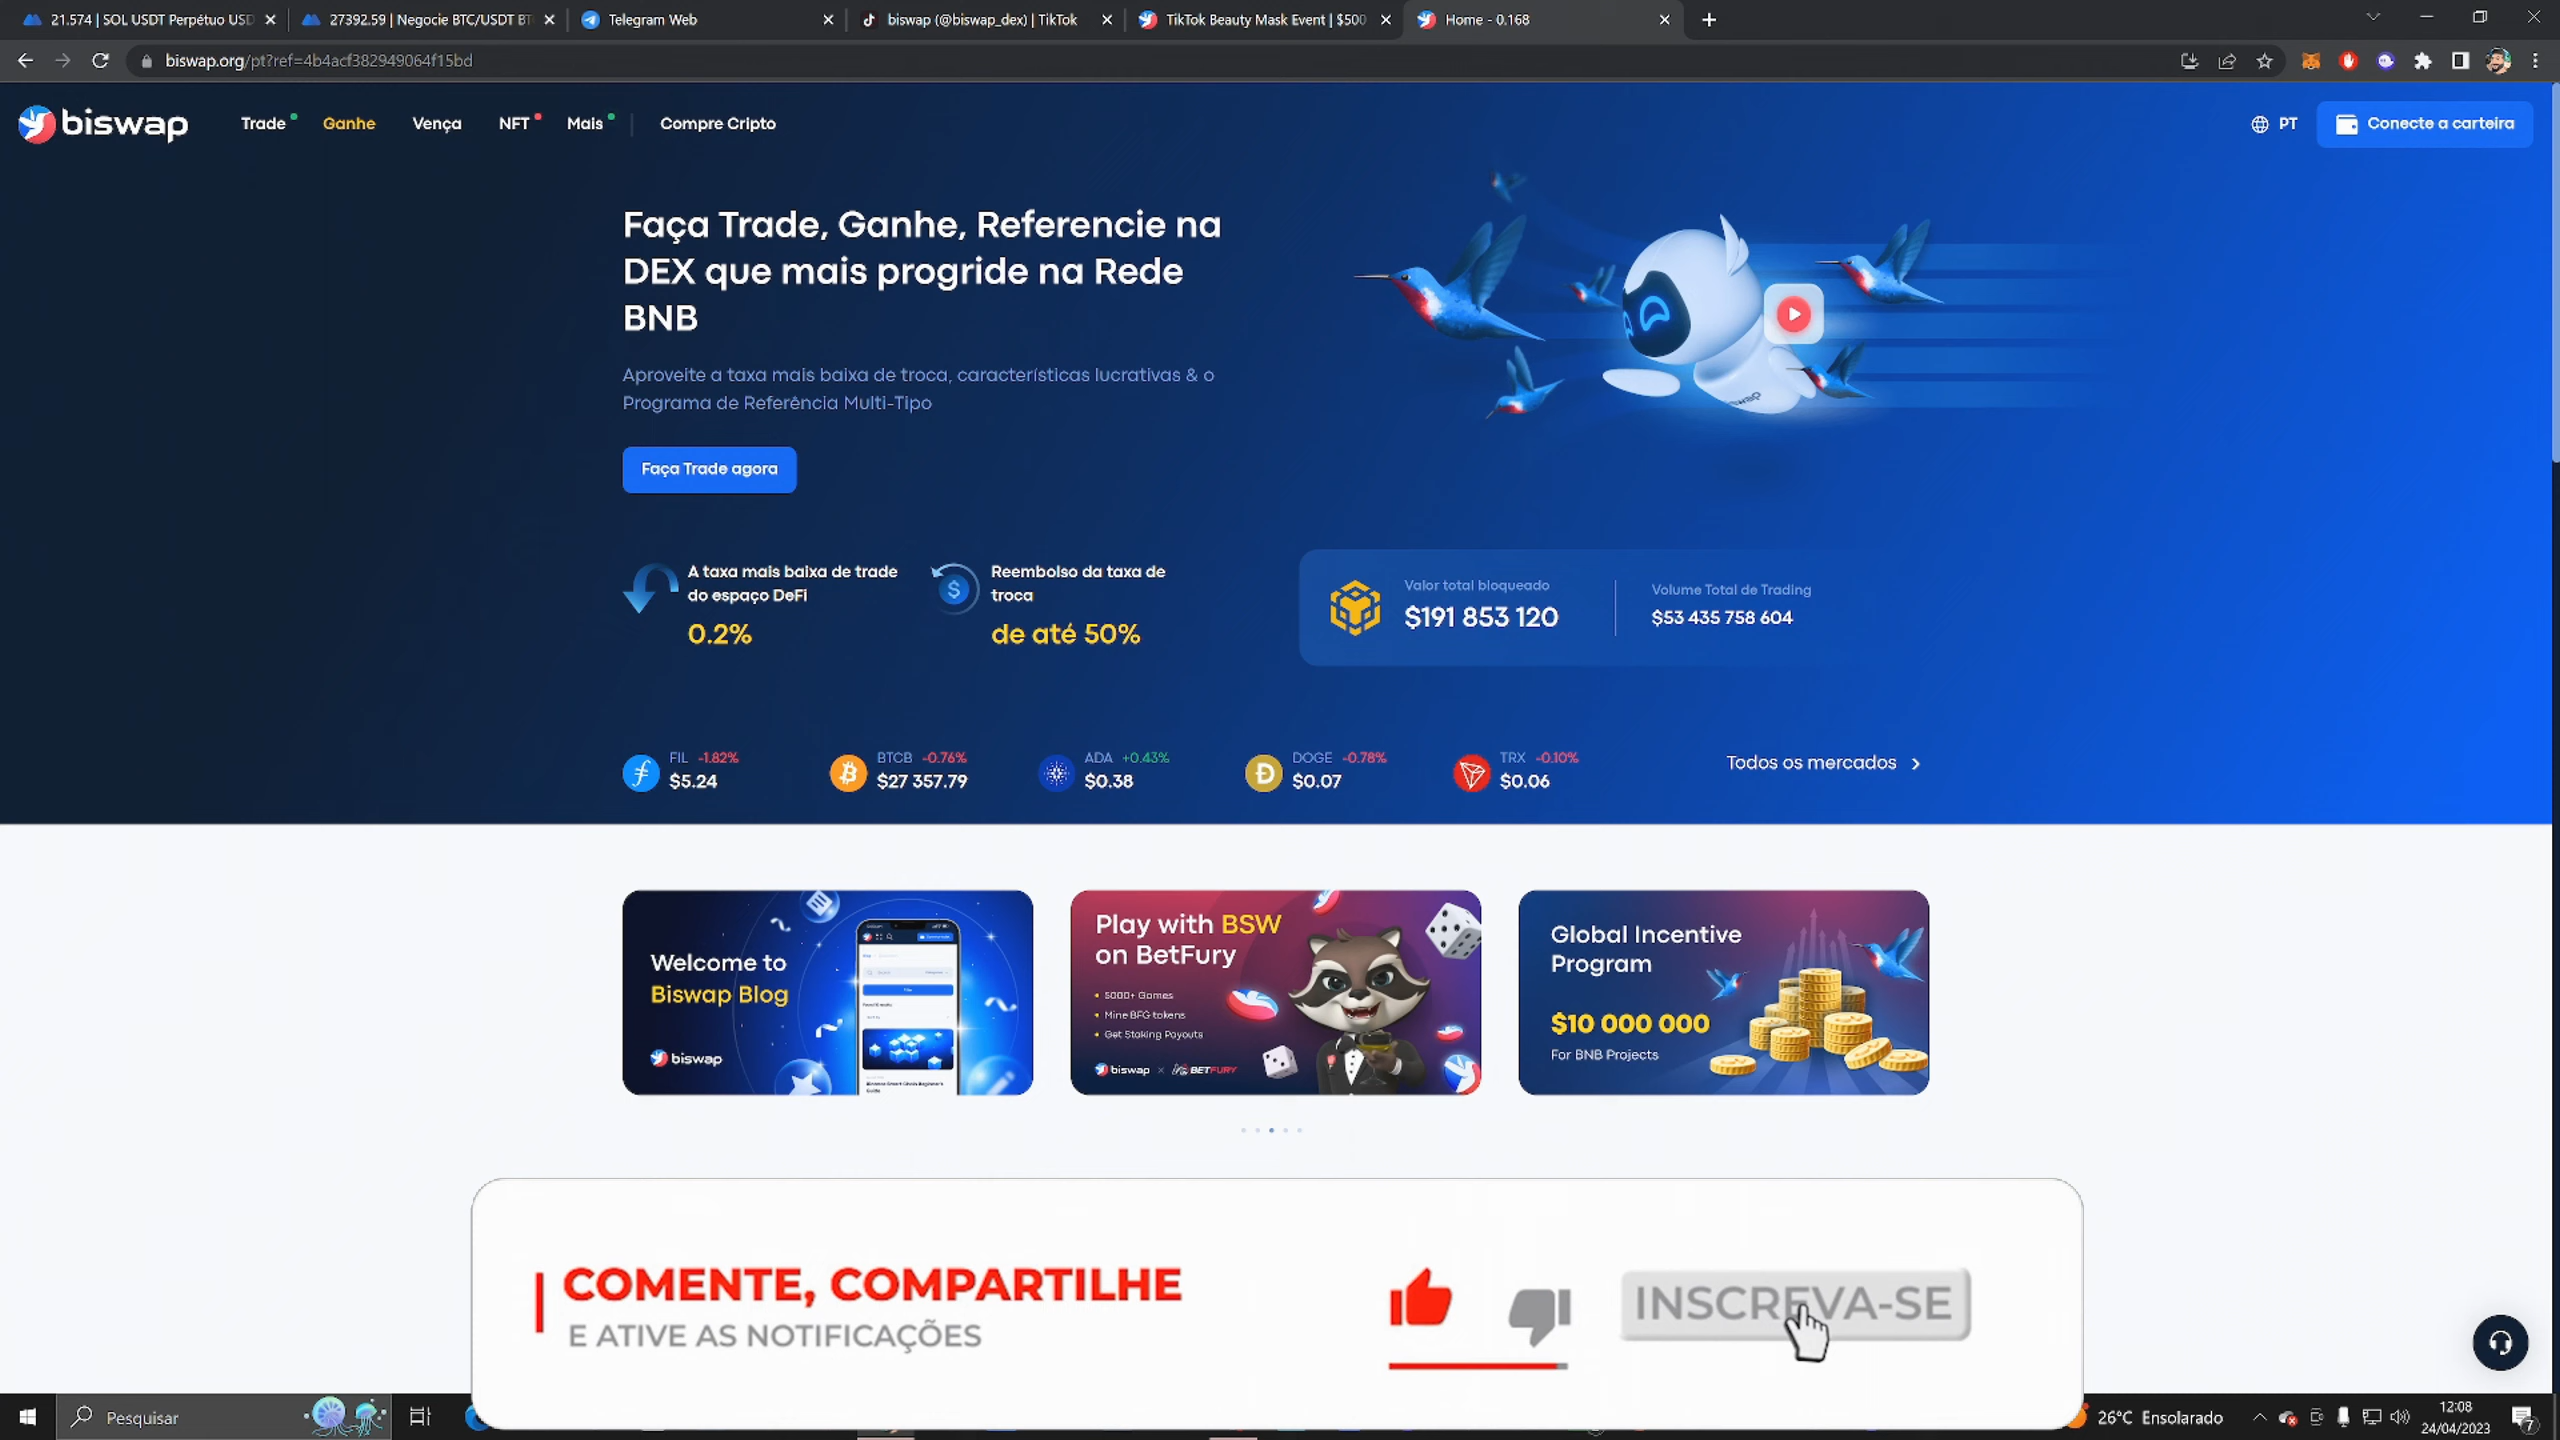 21.574 | SOL USDT Perpétuo USD
27392.59 | Negocie BTC/USDT BT
Telegram Web
biswap (@biswap_dex) | TikTok
TikTok Beauty Mask Event | $500
Home - 0.168
biswap.org/pt?ref=4b4acf382949064f15bd
biswap
Trade
Ganhe
Vença
NFT
Mais
Compre Cripto
PT
Conecte a carteira
Faça Trade, Ganhe, Referencie na
DEX que mais progride na Rede
BNB
Aproveite a taxa mais baixa de troca, características lucrativas & o
Programa de Referência Multi-Tipo
Faça Trade agora
A taxa mais baixa de trade
do espaço DeFi
0.2%
Reembolso da taxa de
troca
de até 50%
Valor total bloqueado
$191 853 120
Volume Total de Trading
$53 435 758 604
FIL -1.82%
$5.24
BTCB -0.76%
$27 357.79
ADA +0.43%
$0.38
DOGE -0.78%
$0.07
TRX -0.10%
$0.06
Todos os mercados
Welcome to
Biswap Blog
biswap
Play with BSW
on BetFury
5000+ Games
Mine BFG tokens
Get Staking Payouts
biswap × BETFURY
Global Incentive
Program
$10 000 000
For BNB Projects
COMENTE, COMPARTILHE
E ATIVE AS NOTIFICAÇÕES
INSCREVA-SE
Pesquisar
26°C Ensolarado
12:08
24/04/2023
7